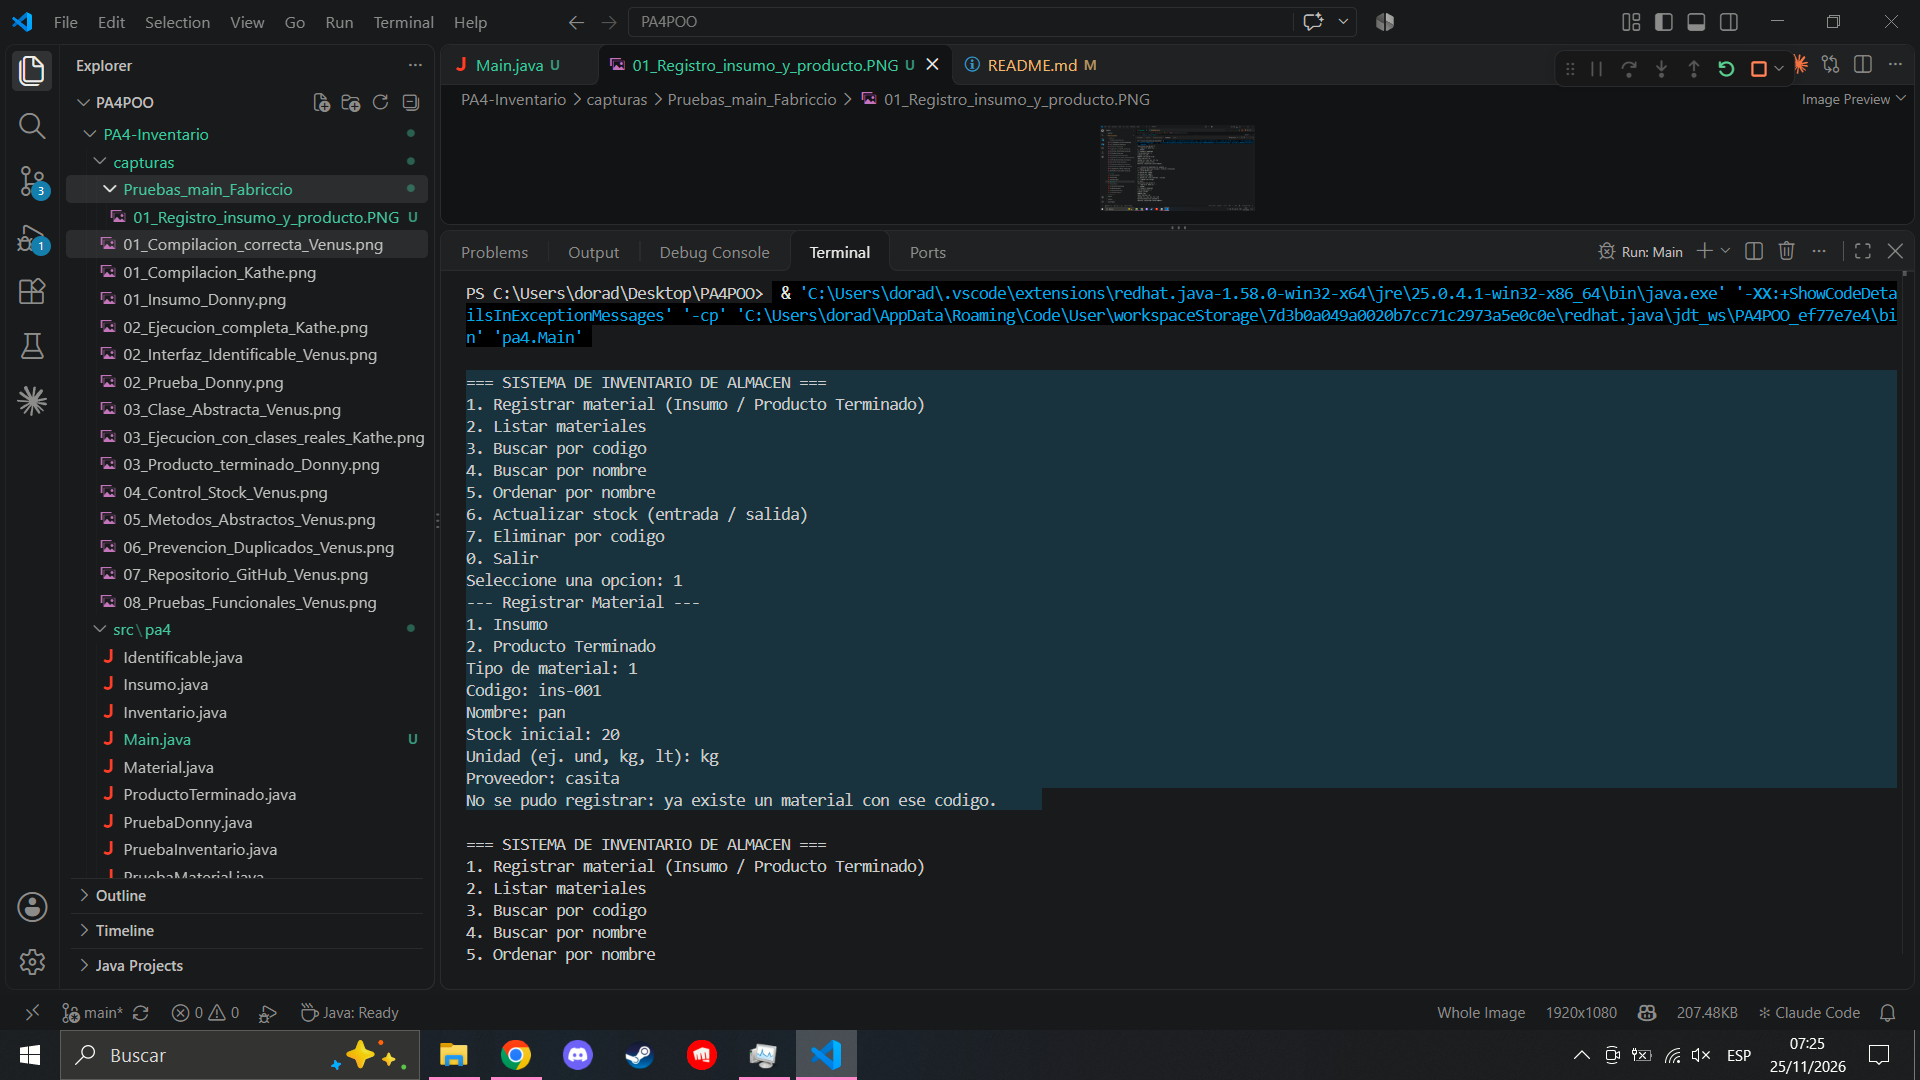 File Edit Selection View Go Run Terminal Help
PA4POO
Explorer
PA4POO
PA4-Inventario
capturas
Pruebas_main_Fabriccio
01_Registro_insumo_y_producto.PNG U
01_Compilacion_correcta_Venus.png
01_Compilacion_Kathe.png
01_Insumo_Donny.png
02_Ejecucion_completa_Kathe.png
02_Interfaz_Identificable_Venus.png
02_Prueba_Donny.png
03_Clase_Abstracta_Venus.png
03_Ejecucion_con_clases_reales_Kathe.png
03_Producto_terminado_Donny.png
04_Control_Stock_Venus.png
05_Metodos_Abstractos_Venus.png
06_Prevencion_Duplicados_Venus.png
07_Repositorio_GitHub_Venus.png
08_Pruebas_Funcionales_Venus.png
src\pa4
Identificable.java
Insumo.java
Inventario.java
Main.java U
Material.java
ProductoTerminado.java
PruebaDonny.java
PruebaInventario.java
PruebaMaterial.java
Outline
Timeline
Java Projects
3
1
Main.java U 01_Registro_insumo_y_producto.PNG U README.md M
PA4-Inventario > capturas > Pruebas_main_Fabriccio > 01_Registro_insumo_y_producto.PNG
Image Preview
Problems Output Debug Console Terminal Ports
Run: Main
PS C:\Users\dorad\Desktop\PA4POO> & 'C:\Users\dorad\.vscode\extensions\redhat.java-1.58.0-win32-x64\jre\25.0.4.1-win32-x86_64\bin\java.exe' '-XX:+ShowCodeDeta
ilsInExceptionMessages' '-cp' 'C:\Users\dorad\AppData\Roaming\Code\User\workspaceStorage\7d3b0a049a0020b7cc71c2973a5e0c0e\redhat.java\jdt_ws\PA4POO_ef77e7e4\bi
n' 'pa4.Main'
=== SISTEMA DE INVENTARIO DE ALMACEN ===
1. Registrar material (Insumo / Producto Terminado)
2. Listar materiales
3. Buscar por codigo
4. Buscar por nombre
5. Ordenar por nombre
6. Actualizar stock (entrada / salida)
7. Eliminar por codigo
0. Salir
Seleccione una opcion: 1
--- Registrar Material ---
1. Insumo
2. Producto Terminado
Tipo de material: 1
Codigo: ins-001
Nombre: pan
Stock inicial: 20
Unidad (ej. und, kg, lt): kg
Proveedor: casita
No se pudo registrar: ya existe un material con ese codigo.
=== SISTEMA DE INVENTARIO DE ALMACEN ===
1. Registrar material (Insumo / Producto Terminado)
2. Listar materiales
3. Buscar por codigo
4. Buscar por nombre
5. Ordenar por nombre
main* 0 0 Java: Ready
Whole Image 1920x1080 207.48KB Claude Code
Buscar
ESP
07:25
25/11/2026